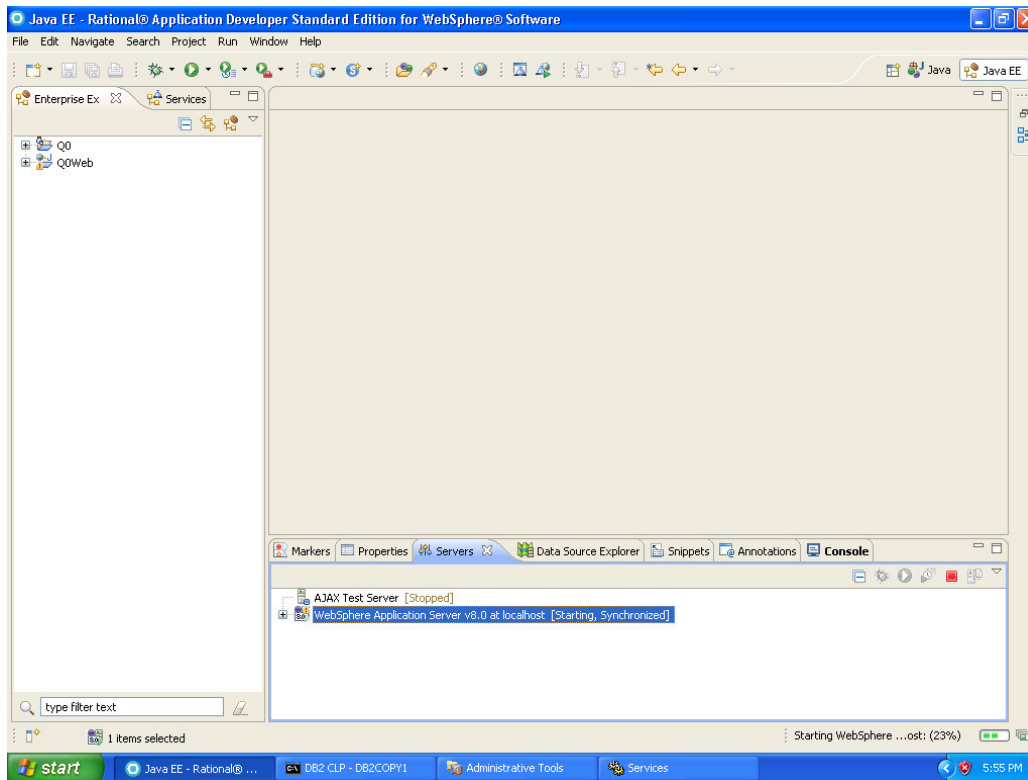 Java EE - Rational® Application Developer Standard Edition for WebSphere® Software
File Edit Navigate Search Project Run Window Help
Java Java EE
Enterprise Ex Services
Q0
Q0Web
Markers Properties Servers Data Source Explorer Snippets Annotations Console
AJAX Test Server [Stopped]
WebSphere Application Server v8.0 at localhost [Starting, Synchronized]
type filter text
1 items selected
Starting WebSphere ...ost: (23%)
start Java EE - Rational® ... DB2 CLP - DB2COPY1 Administrative Tools Services 5:55 PM